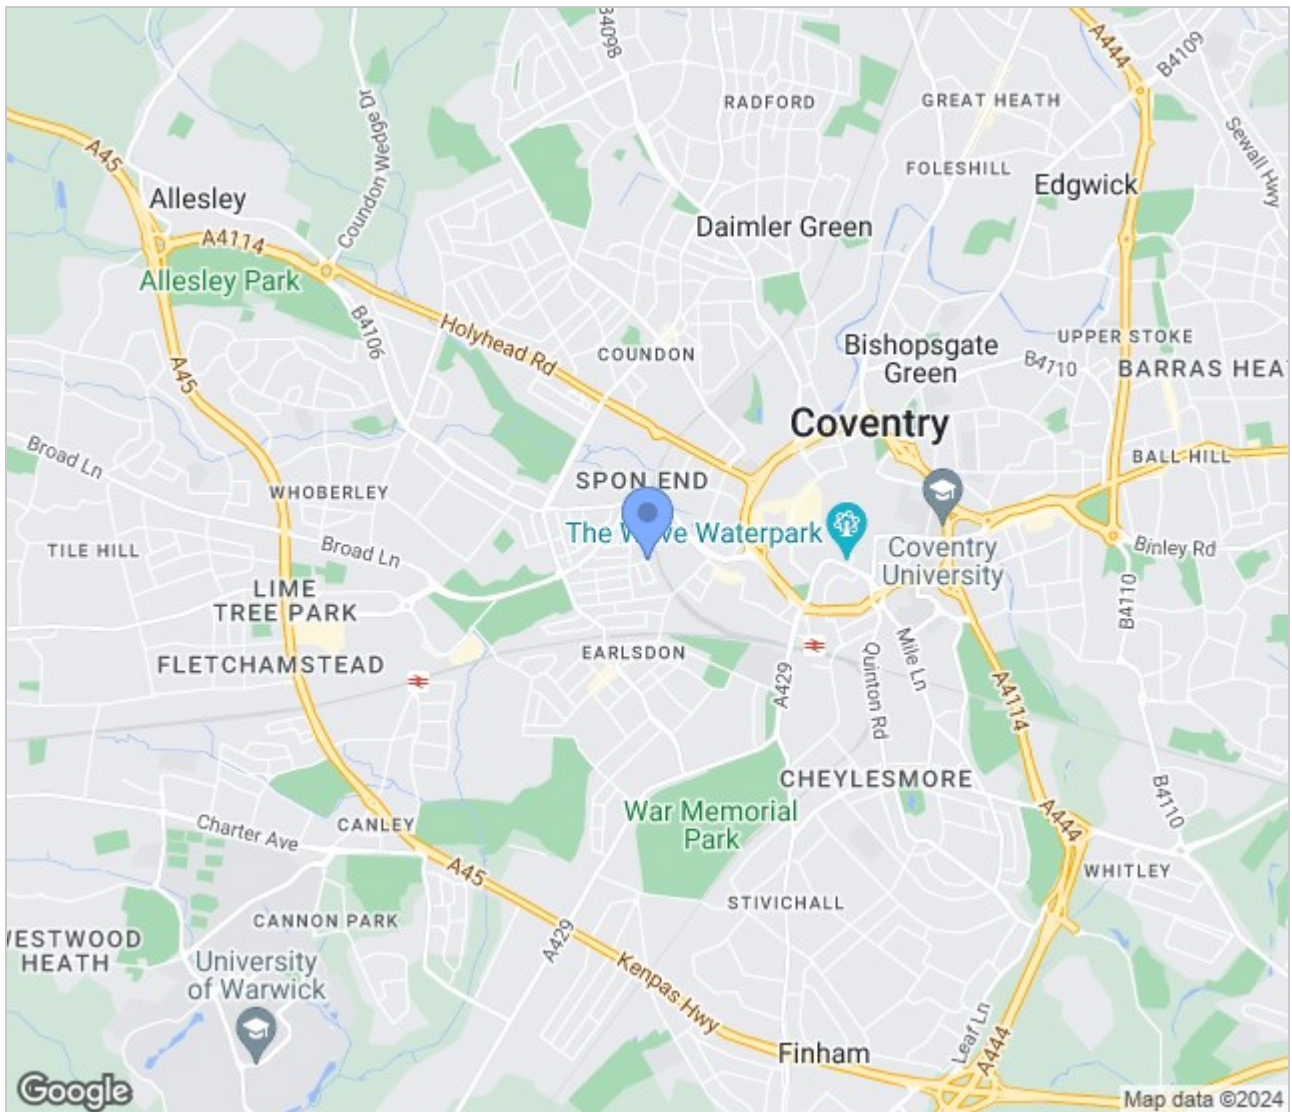 B4098
A444
B4109
RADFORD
GREAT HEATH
Coundon Wedge Dr
Sewall Hwy
A45
FOLESHILL
Edgwick
Allesley
Daimler Green
A4114
Allesley Park
B4106
Holyhead Rd
COUNDON
Bishopsgate
Green
UPPER STOKE
B4110
BARRAS HEA
A45
Coventry
Broad Ln
BALL HILL
SPON END
WHOBERLEY
The W ve Waterpark
Coventry
University
Binley Rd
TILE HILL
Broad Ln
LIME
TREE PARK
B4110
FLETCHAMSTEAD
EARLSDON
A429
Quinton Rd
Mile Ln
A4114
CHEYLESMORE
War Memorial
Park
B4110
A444
Charter Ave
CANLEY
WHITLEY
A45
STIVICHALL
CANNON PARK
A429
WESTWOOD
HEATH
University
of Warwick
Kenpas Hwy
Leaf Ln
A444
Finham
Google
Map data ©2024